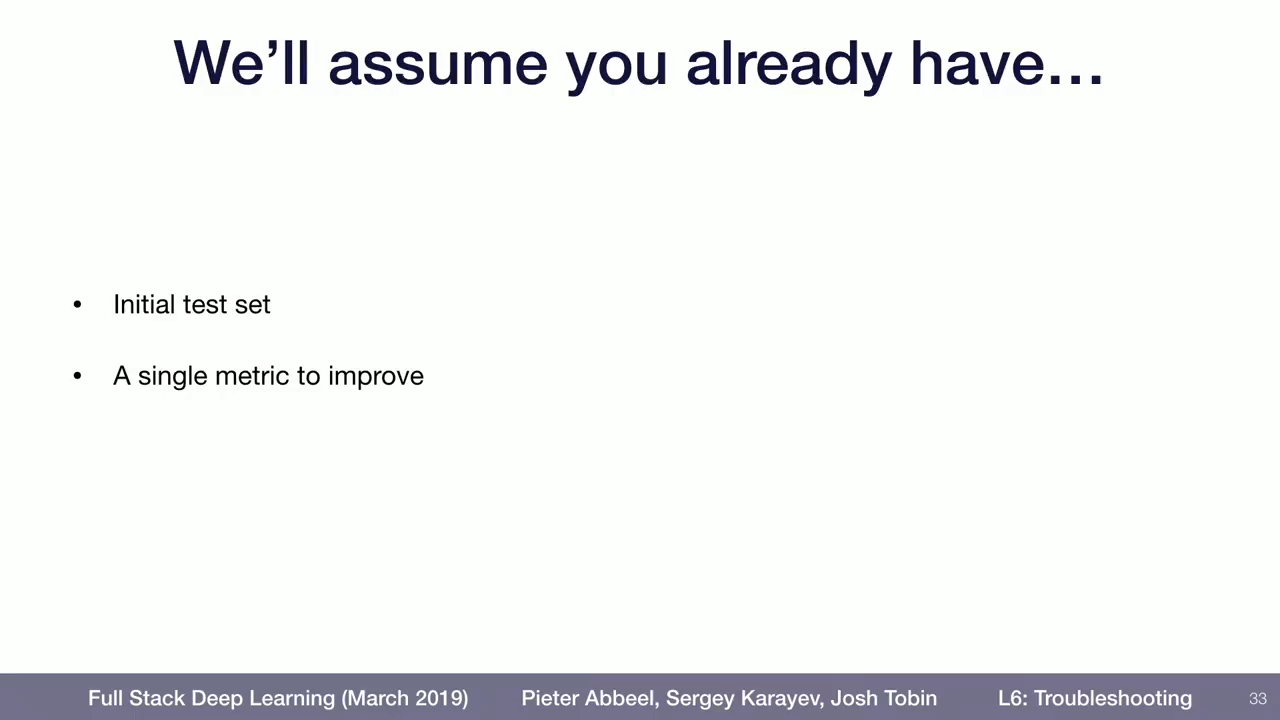 We’ll assume you already have…
• Initial test set
• A single metric to improve
Full Stack Deep Learning (March 2019) Pieter Abbeel, Sergey Karayev, Josh Tobin L6: Troubleshooting 33